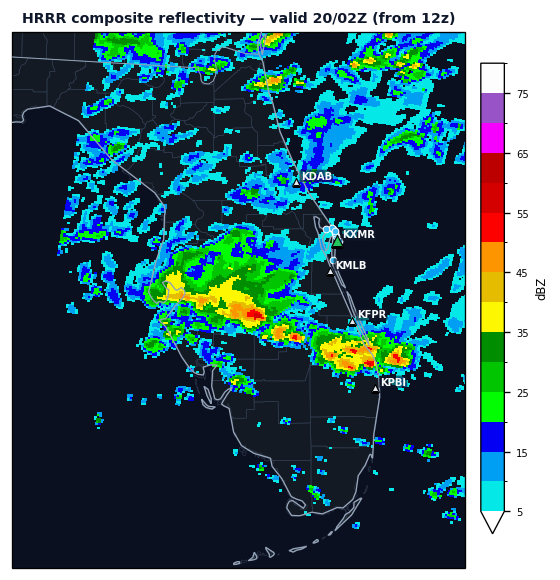 HRRR composite reflectivity — valid 20/02Z (from 12z)
KDAB
KXMR
KMLB
KFPR
KPBI
75
65
55
45
35
25
15
5
dBZ